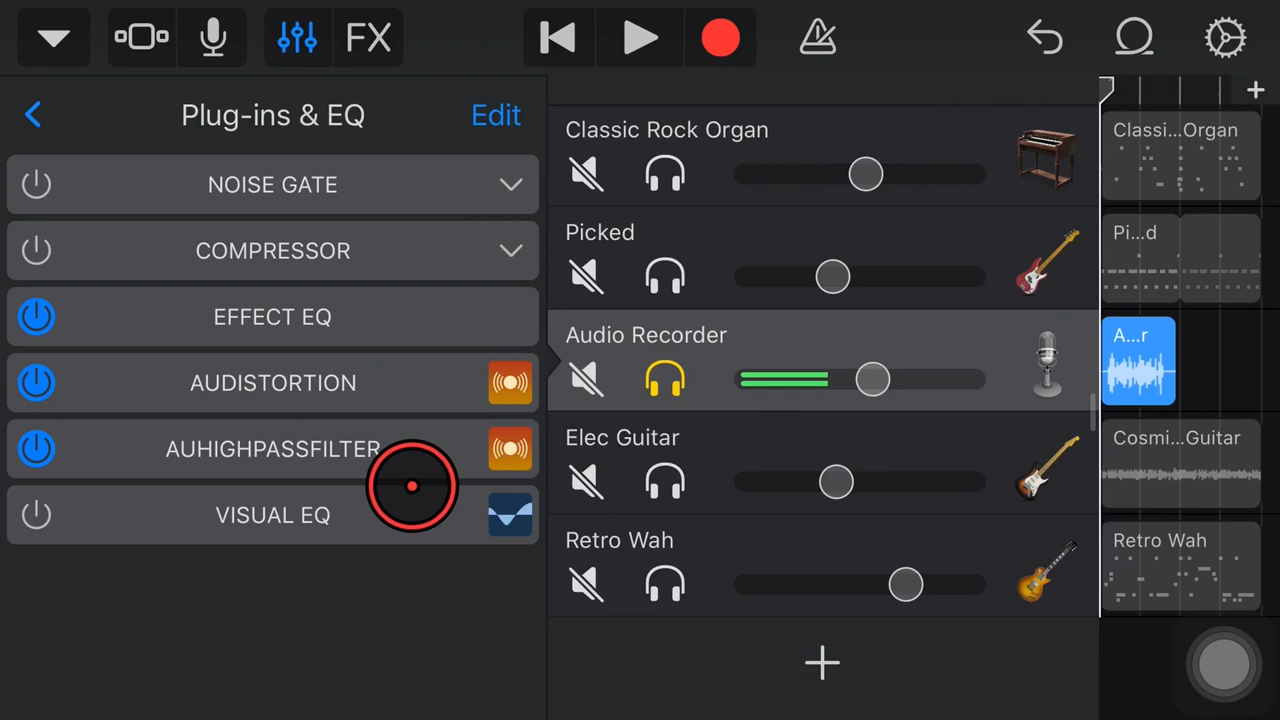 FX
Plug-ins & EQ
Edit
NOISE GATE
COMPRESSOR
EFFECT EQ
AUDISTORTION
AUHIGHPASSFILTER
VISUAL EQ
Classic Rock Organ
Picked
Audio Recorder
Elec Guitar
Retro Wah
Classi...Organ
Pi...d
A...r
Cosmi...Guitar
Retro Wah